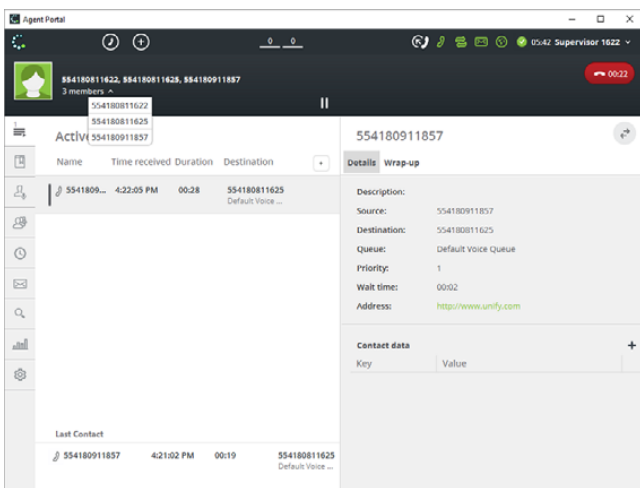 Agent Portal
0 0
05:42 Supervisor 1622
554180811622, 554180811625, 554180911857
3 members
00:22
554180811622
554180811625
554180911857
1
Active
Name Time received Duration Destination
5541809... 4:22:05 PM 00:28 554180811625
Default Voice ...
Last Contact
554180911857 4:21:02 PM 00:19 554180811625
Default Voice ...
554180911857
Details Wrap-up
Description:
Source: 554180911857
Destination: 554180811625
Queue: Default Voice Queue
Priority: 1
Wait time: 00:02
Address: http://www.unify.com
Contact data
Key Value